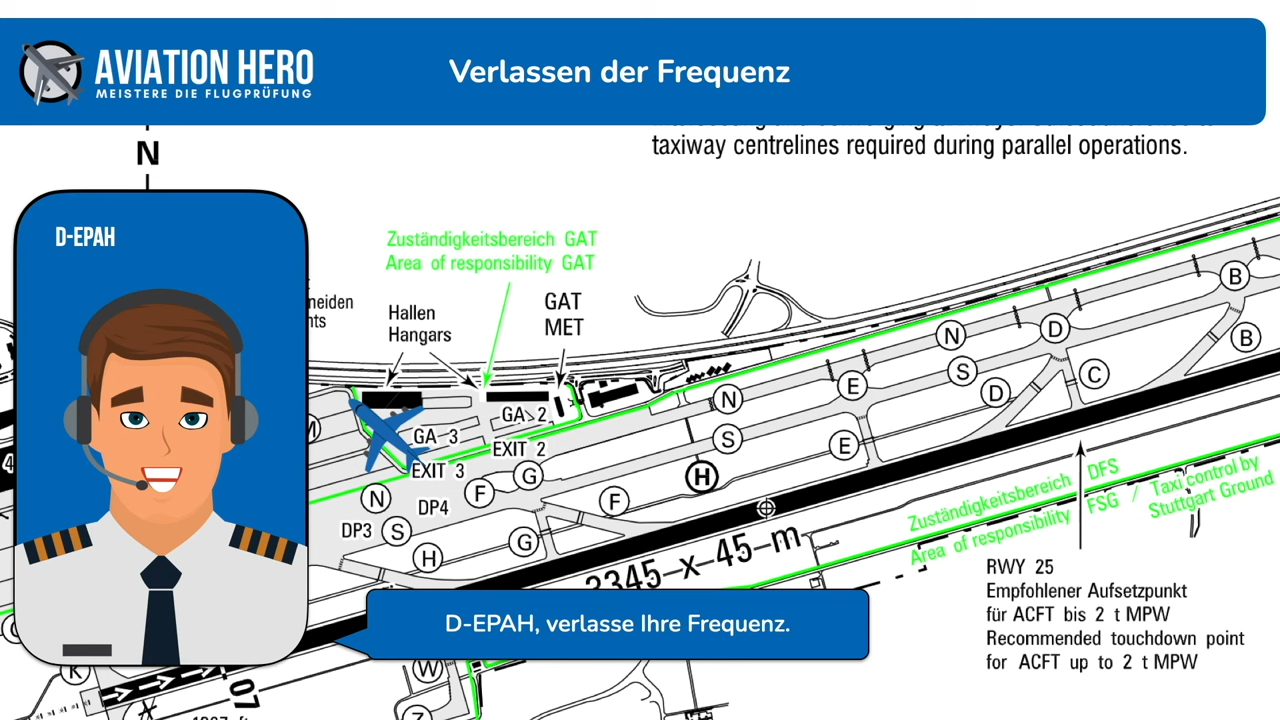 AVIATION HERO
MEISTERE DIE FLUGPRÜFUNG
Verlassen der Frequenz
taxiway centrelines required during parallel operations.
N
D-EPAH
Zuständigkeitsbereich GAT
Area of responsibility GAT
neiden
nts
Hallen
Hangars
GAT
MET
B
N
D
B
S
C
E
D
N
GA 2
GA 3
S
E
EXIT 2
EXIT 3
G
H
N
F
F
DP4
DP3
S
G
H
3345-x-45-m
Zuständigkeitsbereich DFS
Area of responsibility FSG / Taxi control by
Stuttgart Ground
RWY 25
Empfohlener Aufsetzpunkt
für ACFT bis 2 t MPW
Recommended touchdown point
for ACFT up to 2 t MPW
D-EPAH, verlasse Ihre Frequenz.
K
W
07
Z